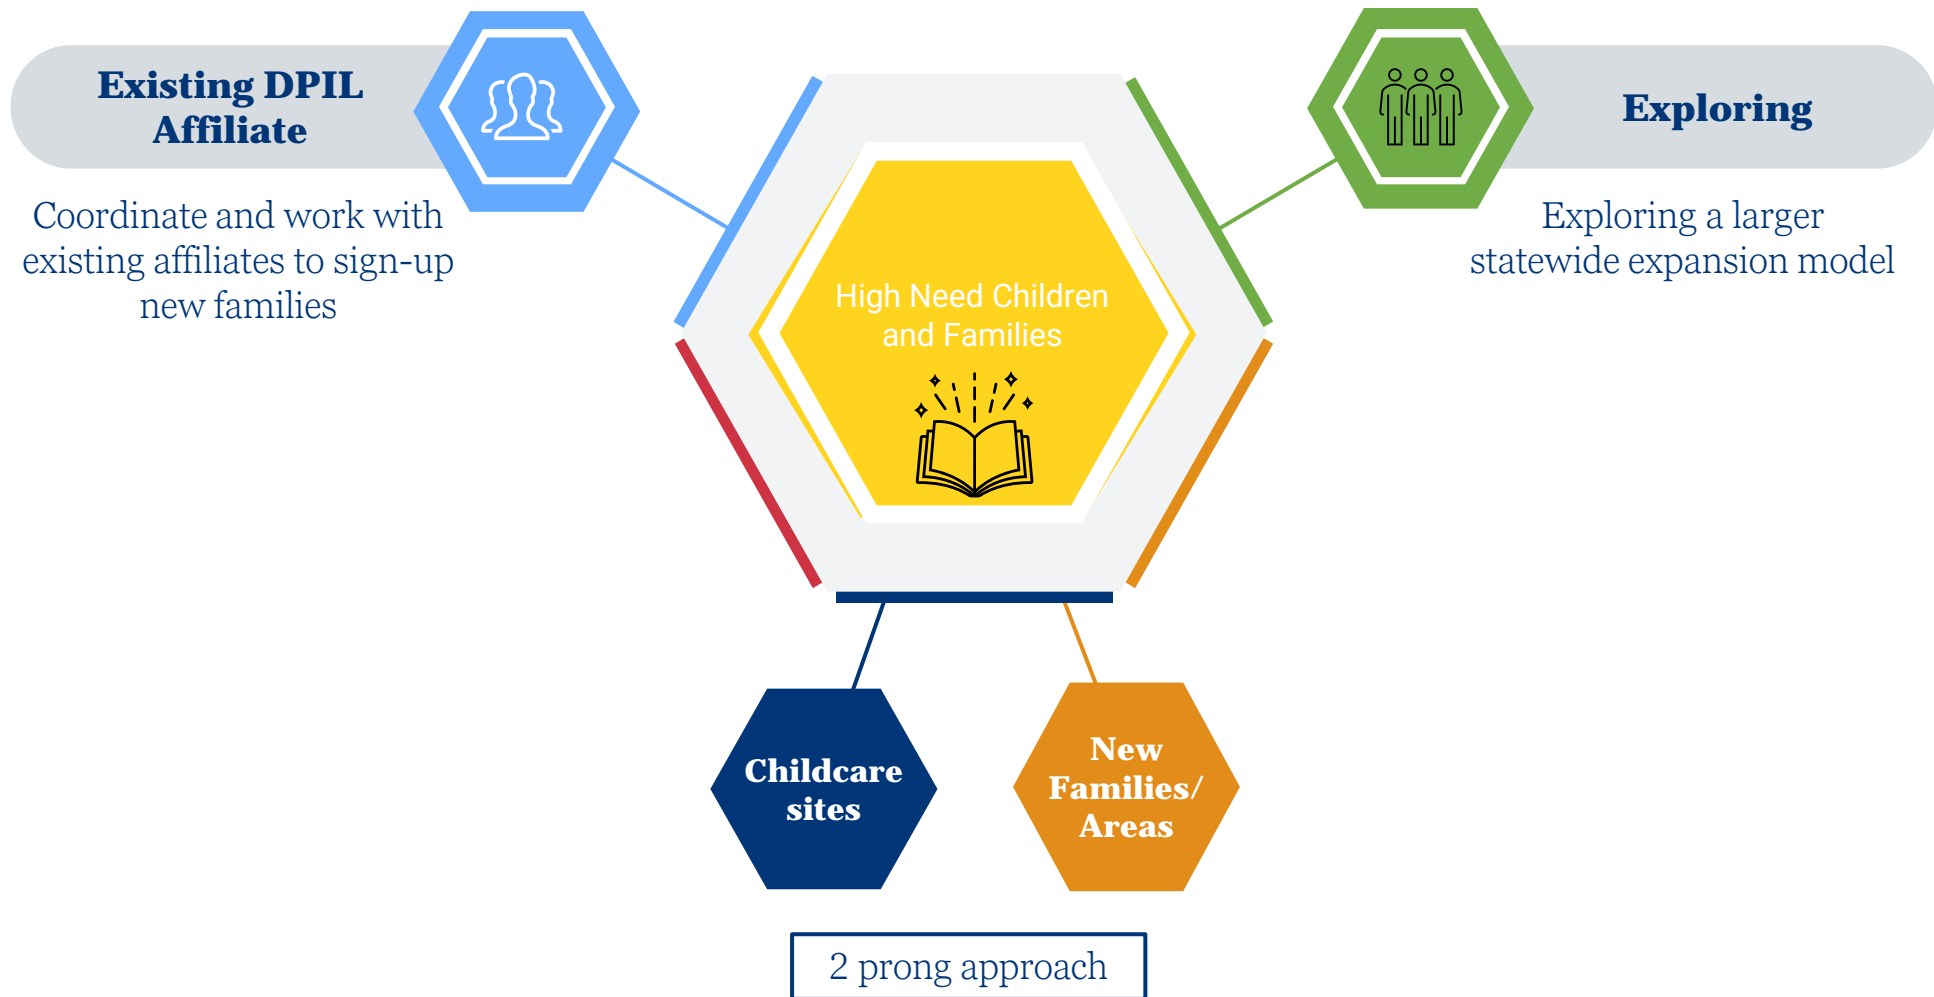 Existing DPIL
Affiliate
Coordinate and work with
existing affiliates to sign-up
new families
Exploring
Exploring a larger
statewide expansion model
High Need Children
and Families
Childcare
sites
New
Families/
Areas
2 prong approach